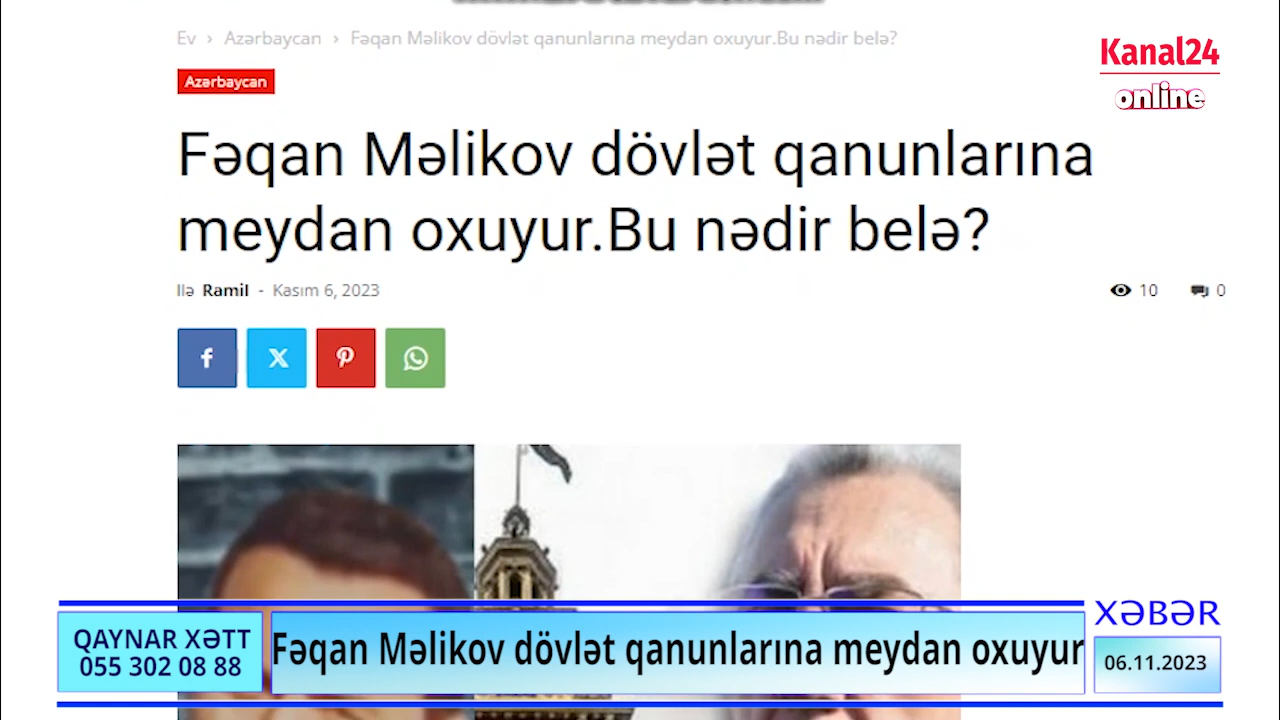 Ev › Azərbaycan › Fəqan Məlikov dövlət qanunlarına meydan oxuyur.Bu nədir belə?
Kanal24
online
Azərbaycan
Fəqan Məlikov dövlət qanunlarına
meydan oxuyur.Bu nədir belə?
Ilə Ramil - Kasım 6, 2023
10 0
XƏBƏR
QAYNAR XƏTT
055 302 08 88
Fəqan Məlikov dövlət qanunlarına meydan oxuyur
06.11.2023